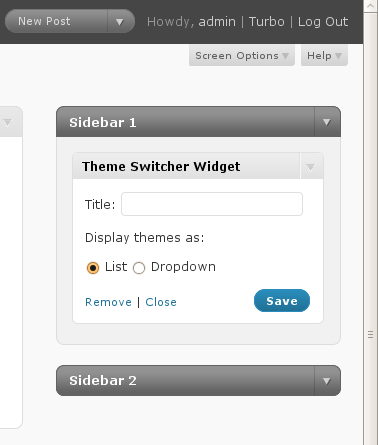 New Post
Howdy, admin | Turbo | Log Out
Screen Options
Help
Sidebar 1
Theme Switcher Widget
Title:
Display themes as:
List Dropdown
Remove | Close
Save
Sidebar 2